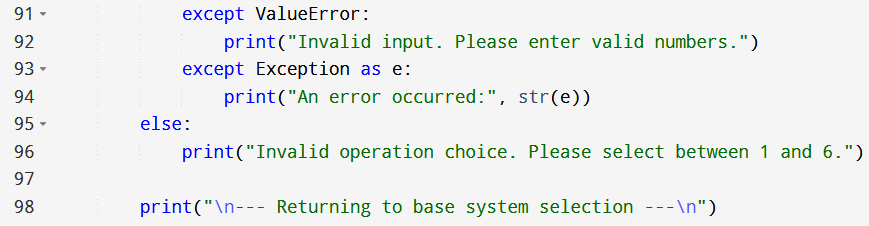 91        except ValueError:
92            print("Invalid input. Please enter valid numbers.")
93        except Exception as e:
94            print("An error occurred:", str(e))
95    else:
96        print("Invalid operation choice. Please select between 1 and 6.")
97
98    print("\n--- Returning to base system selection ---\n")